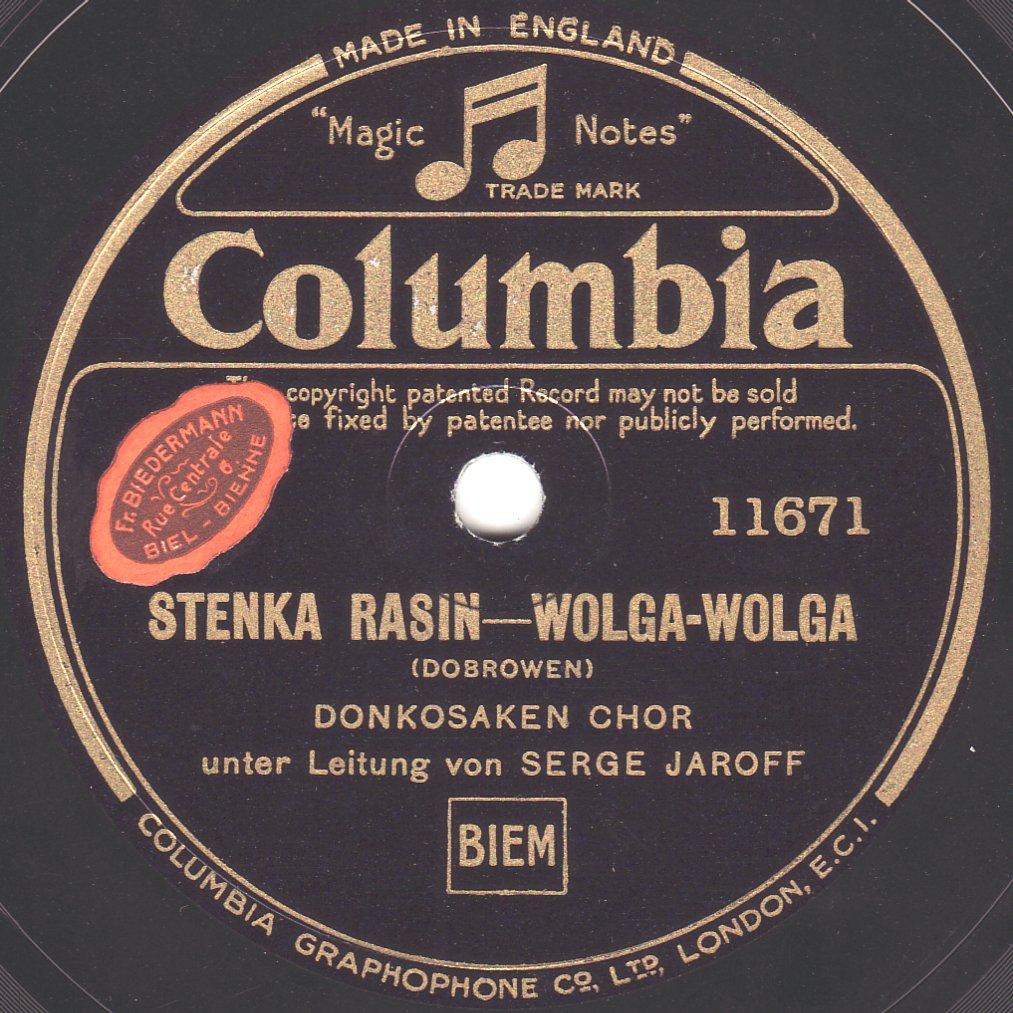 MADE IN ENGLAND
"Magic Notes"
TRADE MARK
Columbia
copyright patented Record may not be sold
fixed by patentee nor publicly performed.
Fr. BIEDERMANN
Rue Centrale
6
BIEL - BIENNE
11671
STENKA RASIN—WOLGA-WOLGA
(DOBROWEN)
DONKOSAKEN CHOR
unter Leitung von SERGE JAROFF
BIEM
COLUMBIA GRAPHOPHONE CO., LTD, LONDON, E.C.1.